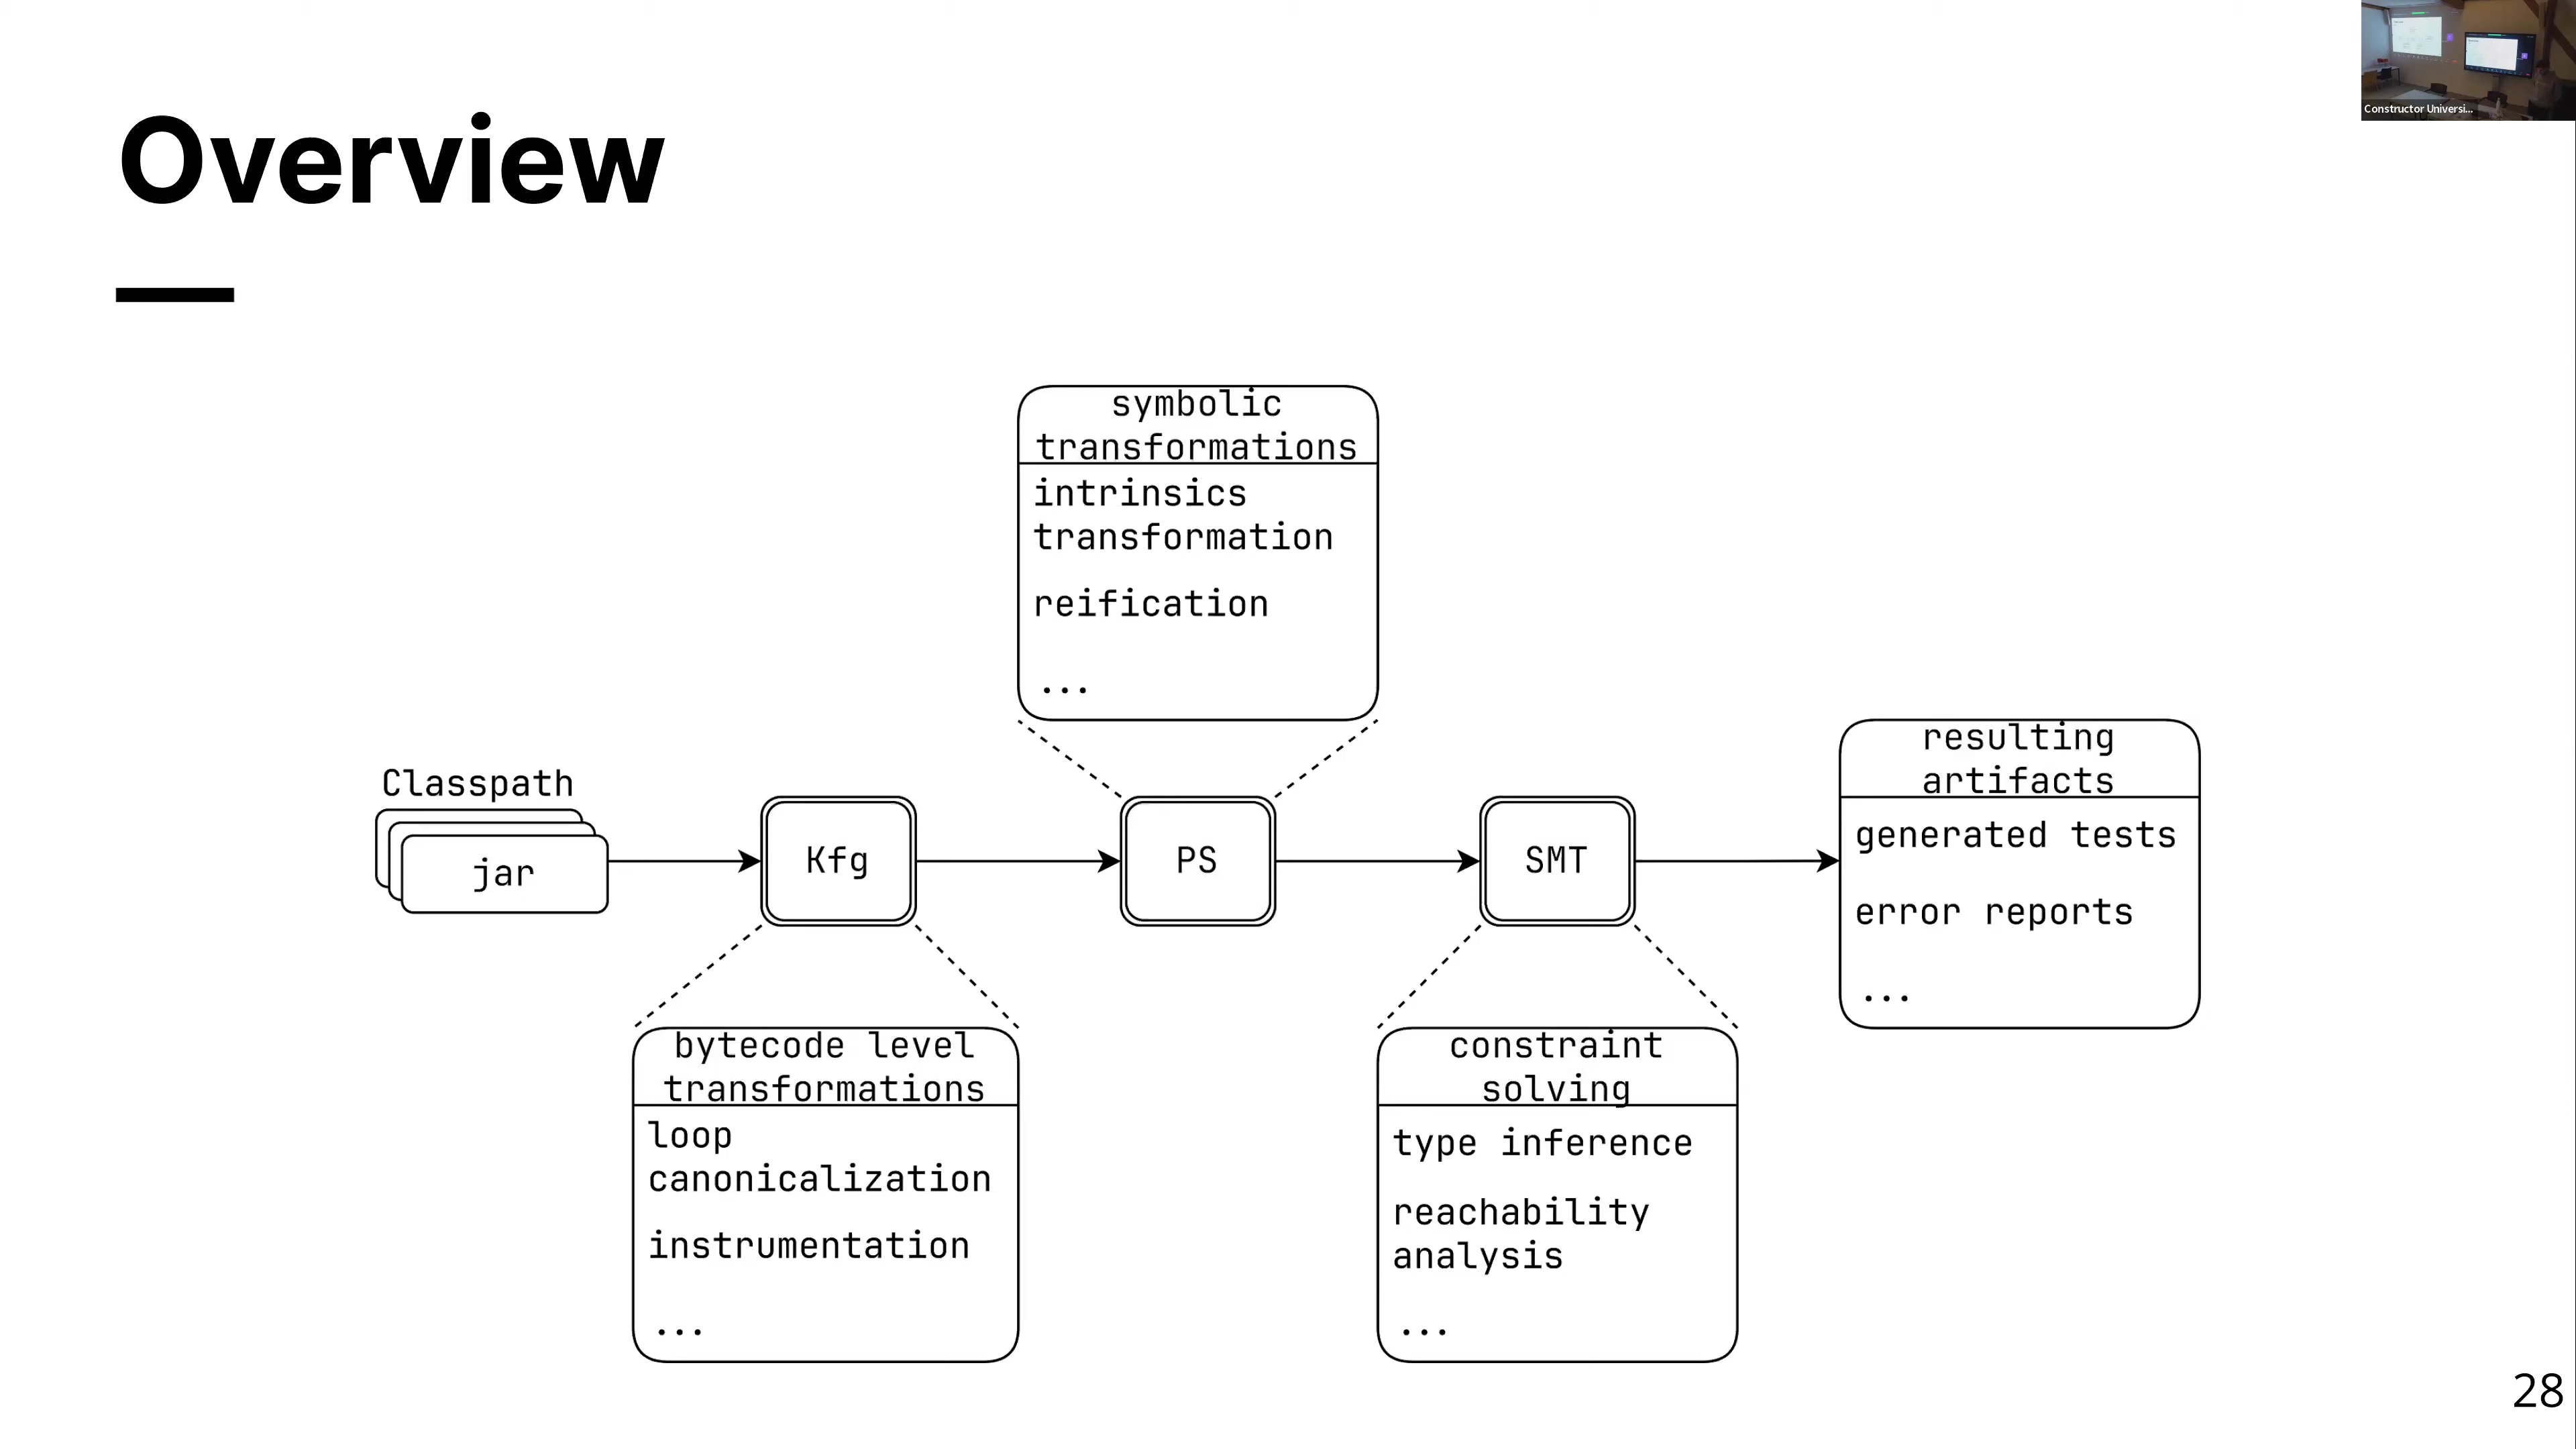 Constructor Universi...
Overview
symbolic
transformations
intrinsics
transformation
reification
...
Classpath
jar
Kfg
PS
SMT
resulting
artifacts
generated tests
error reports
...
bytecode level
transformations
loop
canonicalization
instrumentation
...
constraint
solving
type inference
reachability
analysis
...
28